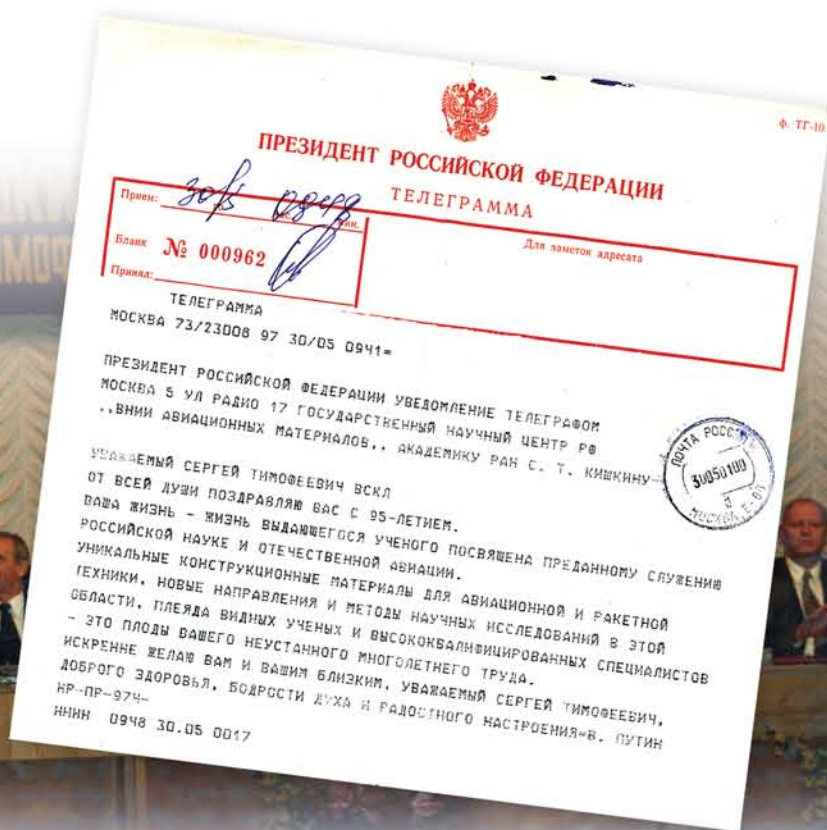 ф. ТГ-10
ПРЕЗИДЕНТ РОССИЙСКОЙ ФЕДЕРАЦИИ
ТЕЛЕГРАММА
Прием: 30/5 мин.
Для заметок адресата
Бланк № 000962
Принял:
ТЕЛЕГРАММА
МОСКВА 73/23008 97 30/05 0941=
ПРЕЗИДЕНТ РОССИЙСКОЙ ФЕДЕРАЦИИ УВЕДОМЛЕНИЕ ТЕЛЕГРАФОМ
МОСКВА 5 УЛ РАДИО 17 ГОСУДАРСТВЕННЫЙ НАУЧНЫЙ ЦЕНТР РФ
,,ВНИИ АВИАЦИОННЫХ МАТЕРИАЛОВ,, АКАДЕМИКУ РАН С. Т. КИШКИНУ-
ПОЧТА РОССИИ
30050100
МОСКВА, Е-
УВАЖАЕМЫЙ СЕРГЕЙ ТИМОФЕЕВИЧ ВСКЛ
ОТ ВСЕЙ ДУШИ ПОЗДРАВЛЯЮ ВАС С 95-ЛЕТИЕМ.
ВАША ЖИЗНЬ - ЖИЗНЬ ВЫДАЮЩЕГОСЯ УЧЕНОГО ПОСВЯЩЕНА ПРЕДАННОМУ СЛУЖЕНИЮ
РОССИЙСКОЙ НАУКЕ И ОТЕЧЕСТВЕННОЙ АВИАЦИИ.
УНИКАЛЬНЫЕ КОНСТРУКЦИОННЫЕ МАТЕРИАЛЫ ДЛЯ АВИАЦИОННОЙ И РАКЕТНОЙ
ТЕХНИКИ, НОВЫЕ НАПРАВЛЕНИЯ И МЕТОДЫ НАУЧНЫХ ИССЛЕДОВАНИЙ В ЭТОЙ
ОБЛАСТИ, ПЛЕЯДА ВИДНЫХ УЧЕНЫХ И ВЫСОКОКВАЛИФИЦИРОВАННЫХ СПЕЦИАЛИСТОВ
- ЭТО ПЛОДЫ ВАШЕГО НЕУСТАННОГО МНОГОЛЕТНЕГО ТРУДА.
ИСКРЕННЕ ЖЕЛАЮ ВАМ И ВАШИМ БЛИЗКИМ, УВАЖАЕМЫЙ СЕРГЕЙ ТИМОФЕЕВИЧ,
ДОБРОГО ЗДОРОВЬЯ, БОДРОСТИ ДУХА И РАДОСТНОГО НАСТРОЕНИЯ=В. ПУТИН
НР-ПР-974-
НННН 0948 30.05 0017